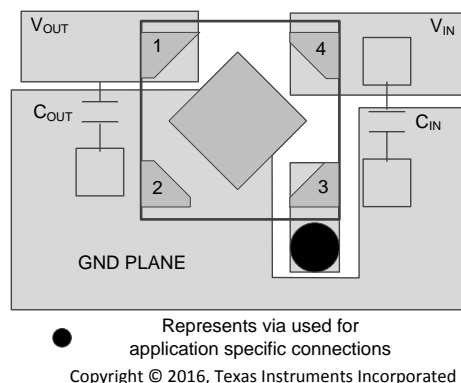 VOUT
VIN
1
4
COUT
CIN
2
3
GND PLANE
Represents via used for
application specific connections
Copyright © 2016, Texas Instruments Incorporated